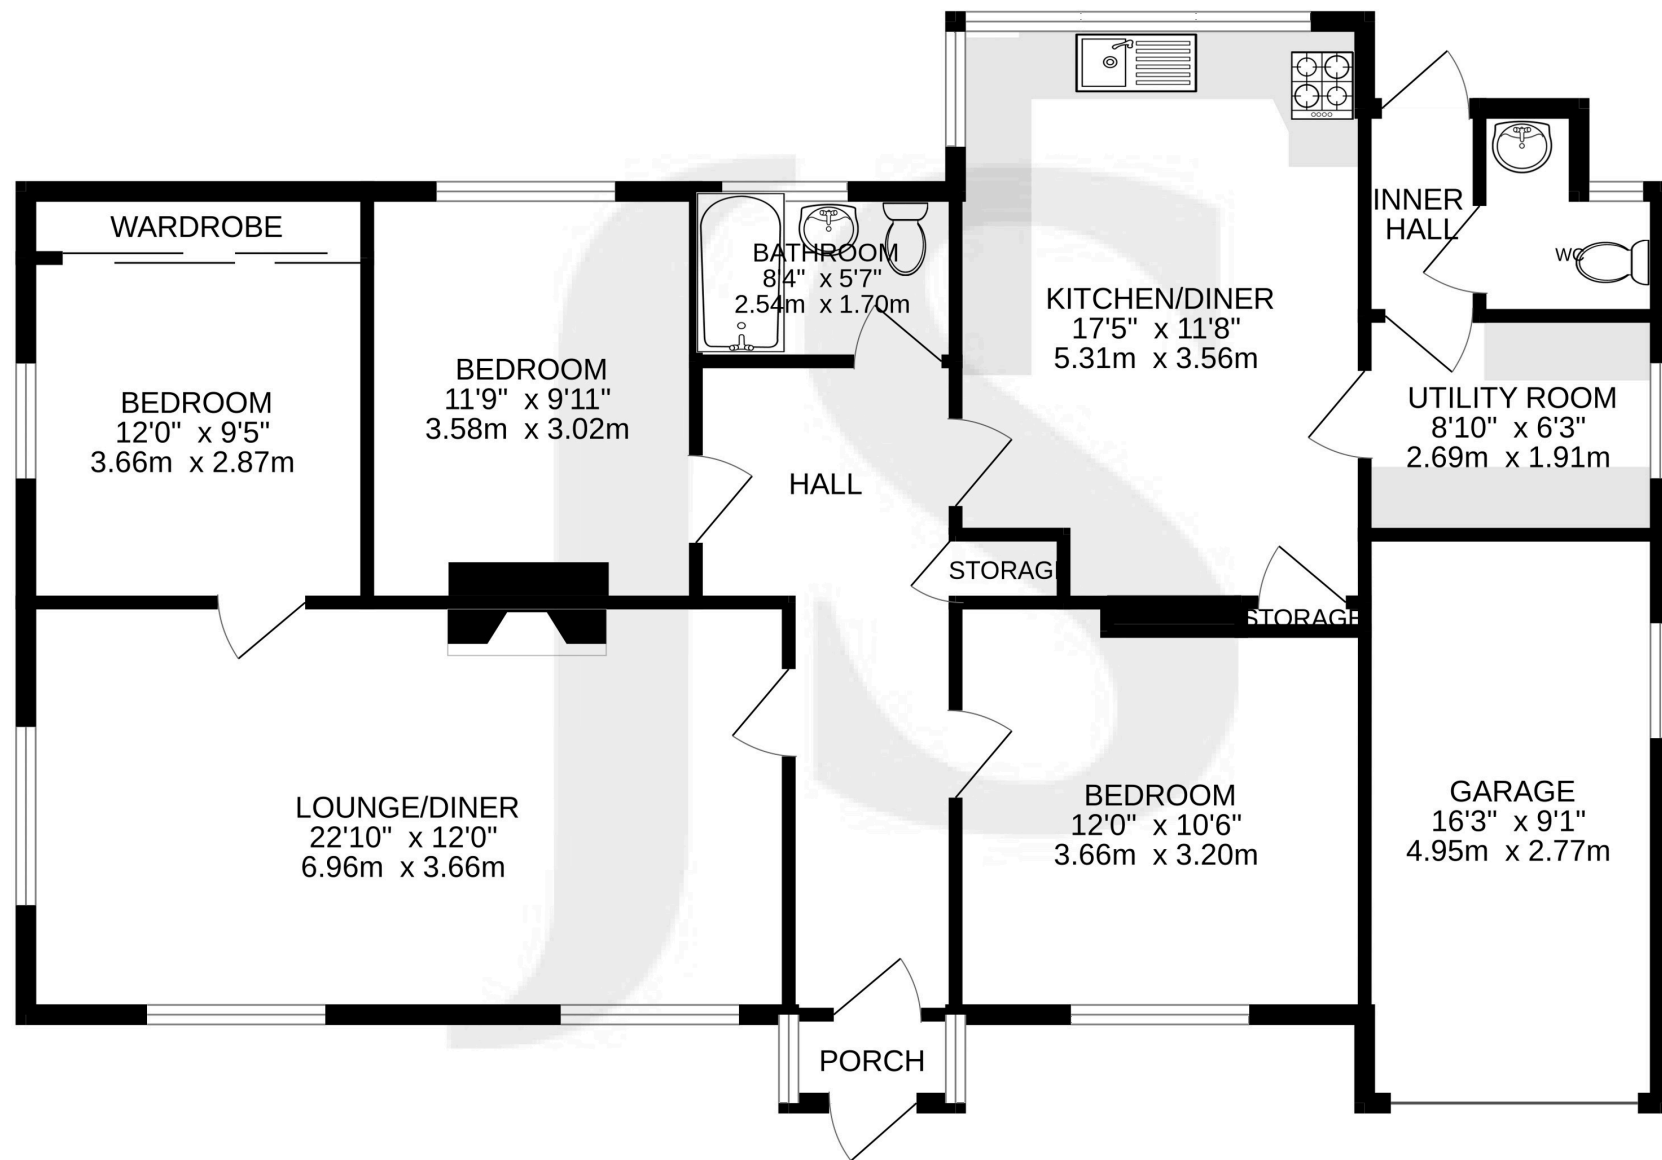 WARDROBE
BEDROOM
12'0" x 9'5"
3.66m x 2.87m
BEDROOM
11'9" x 9'11"
3.58m x 3.02m
BATHROOM
8'4" x 5'7"
2.54m x 1.70m
HALL
KITCHEN/DINER
17'5" x 11'8"
5.31m x 3.56m
INNER
HALL
WC
UTILITY ROOM
8'10" x 6'3"
2.69m x 1.91m
STORAGE
STORAGE
LOUNGE/DINER
22'10" x 12'0"
6.96m x 3.66m
BEDROOM
12'0" x 10'6"
3.66m x 3.20m
GARAGE
16'3" x 9'1"
4.95m x 2.77m
PORCH
JS